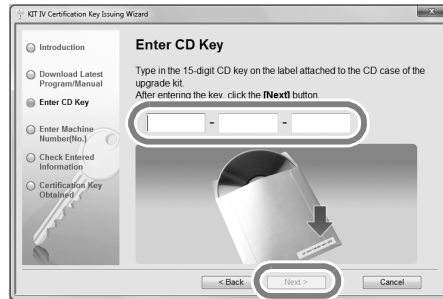 KIT IV Certification Key Issuing Wizard
Introduction
Download Latest
Program/Manual
Enter CD Key
Enter Machine
Number(No.)
Check Entered
Information
Certification Key
Obtained
Enter CD Key
Type in the 15-digit CD key on the label attached to the CD case of the
upgrade kit.
After entering the key, click the [Next] button.
- -
< Back Next > Cancel